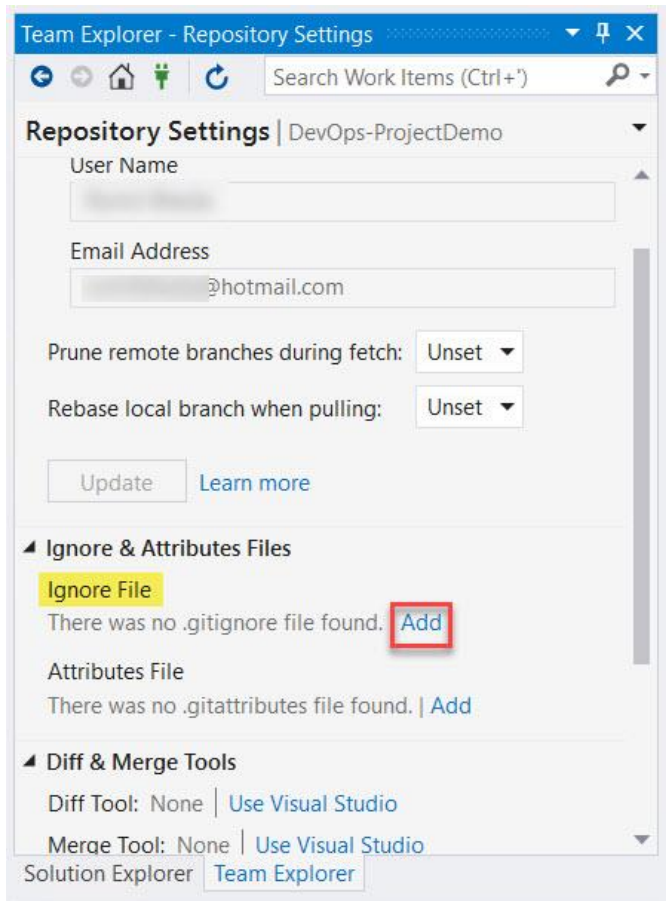 Team Explorer - Repository Settings
Search Work Items (Ctrl+')
Repository Settings | DevOps-ProjectDemo
User Name
Email Address
@hotmail.com
Prune remote branches during fetch: Unset
Rebase local branch when pulling: Unset
Update Learn more
Ignore & Attributes Files
Ignore File
There was no .gitignore file found. Add
Attributes File
There was no .gitattributes file found. | Add
Diff & Merge Tools
Diff Tool: None | Use Visual Studio
Merge Tool: None | Use Visual Studio
Solution Explorer Team Explorer